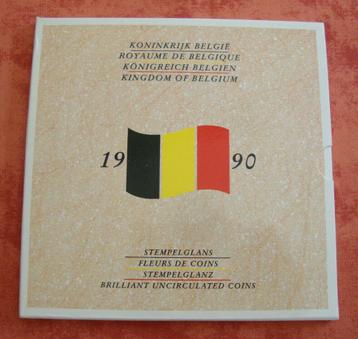 KONINKRIJK BELGIË
ROYAUME DE BELGIQUE
KÖNIGREICH BELGIEN
KINGDOM OF BELGIUM
19 90
STEMPELGLANS
FLEURS DE COINS
STEMPELGLANZ
BRILLIANT UNCIRCULATED COINS